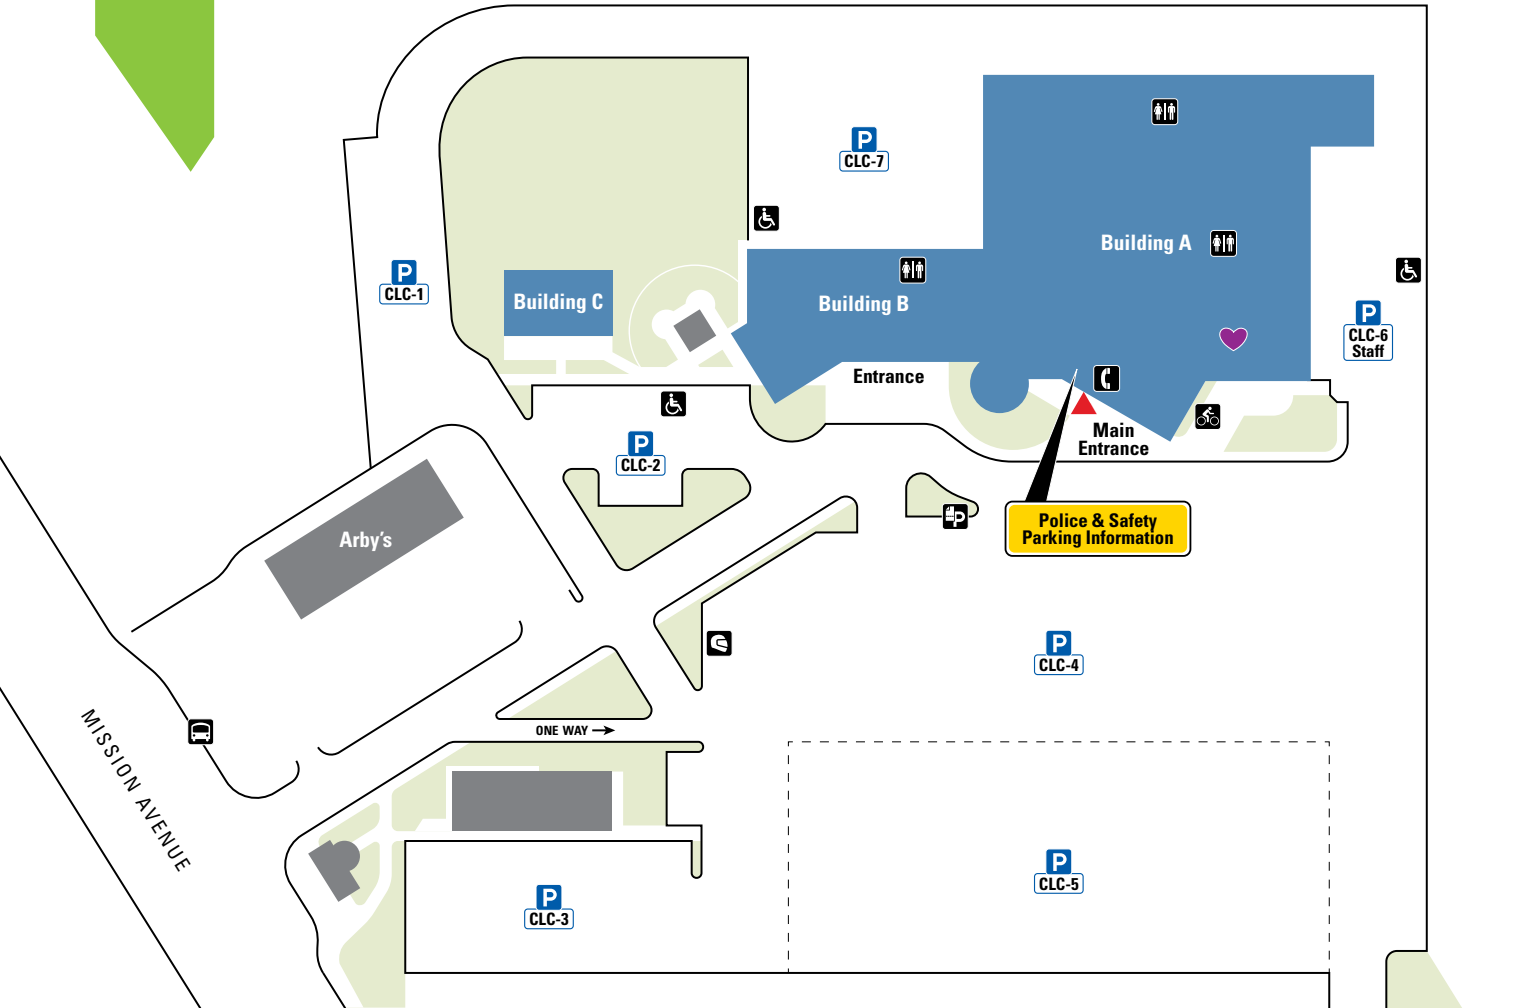 P
CLC-7
Building A
P
CLC-1
Building C
Building B
P
CLC-6
Staff
Entrance
Main
Entrance
P
CLC-2
P
Police & Safety
Parking Information
Arby's
P
CLC-4
ONE WAY
MISSION AVENUE
P
CLC-5
P
CLC-3